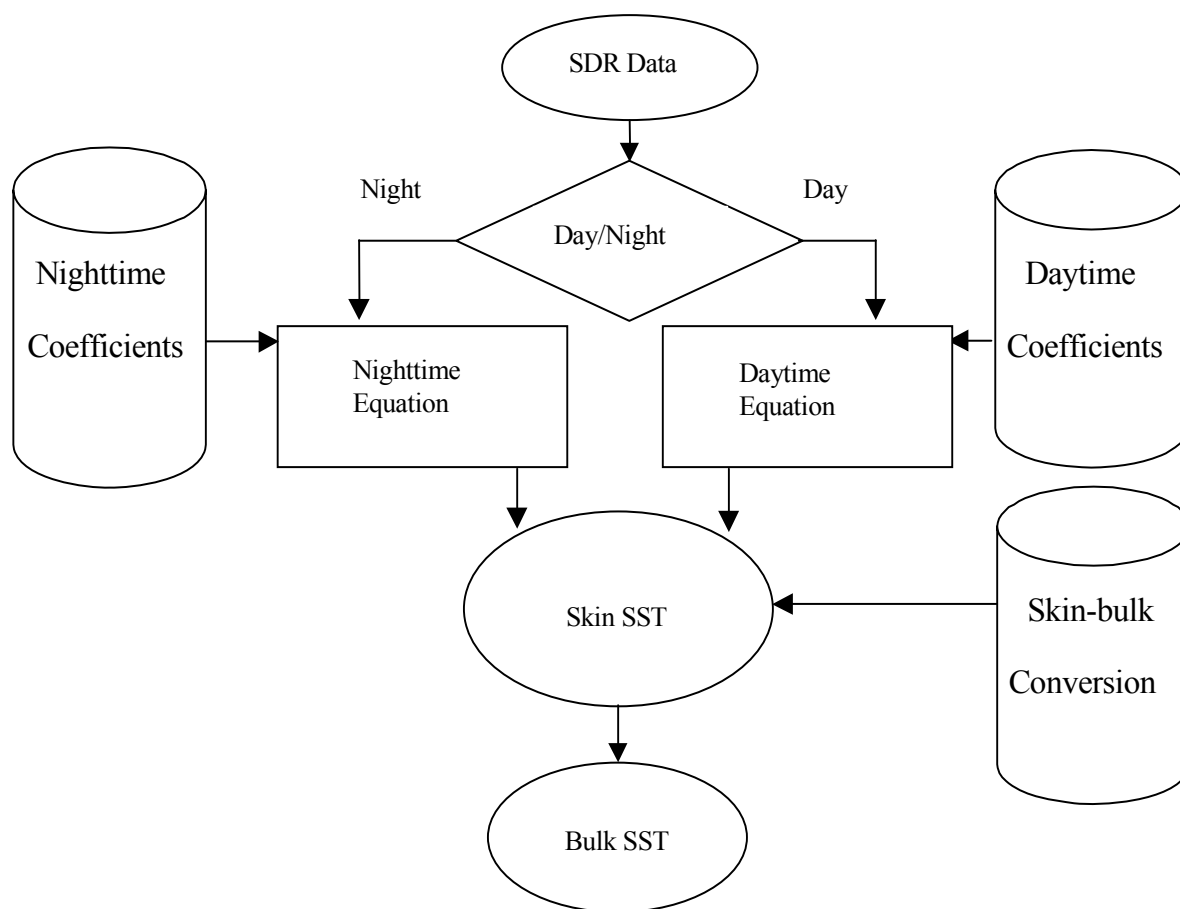 SDR Data
Night
Day
Day/Night
Nighttime
Coefficients
Daytime
Coefficients
Nighttime
Equation
Daytime
Equation
Skin SST
Skin-bulk
Conversion
Bulk SST